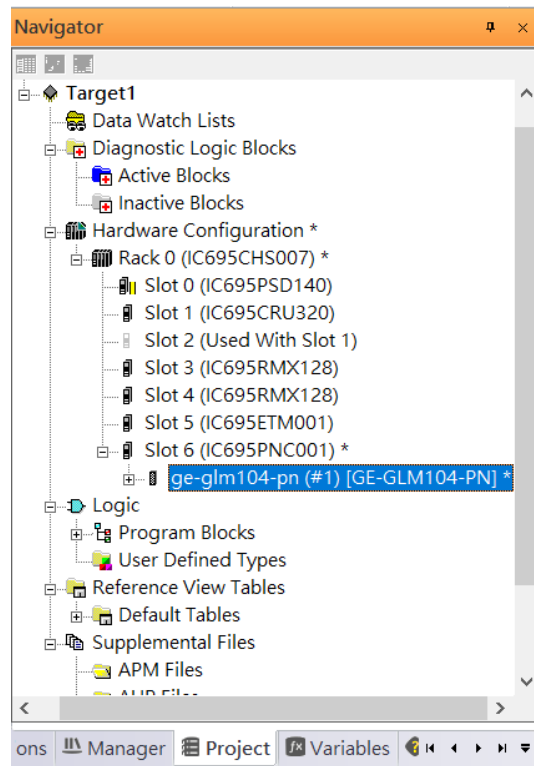 Navigator
Target1
Data Watch Lists
Diagnostic Logic Blocks
Active Blocks
Inactive Blocks
Hardware Configuration *
Rack 0 (IC695CHS007) *
Slot 0 (IC695PSD140)
Slot 1 (IC695CRU320)
Slot 2 (Used With Slot 1)
Slot 3 (IC695RMX128)
Slot 4 (IC695RMX128)
Slot 5 (IC695ETM001)
Slot 6 (IC695PNC001) *
ge-glm104-pn (#1) [GE-GLM104-PN] *
Logic
Program Blocks
User Defined Types
Reference View Tables
Default Tables
Supplemental Files
APM Files
ons Manager Project Variables